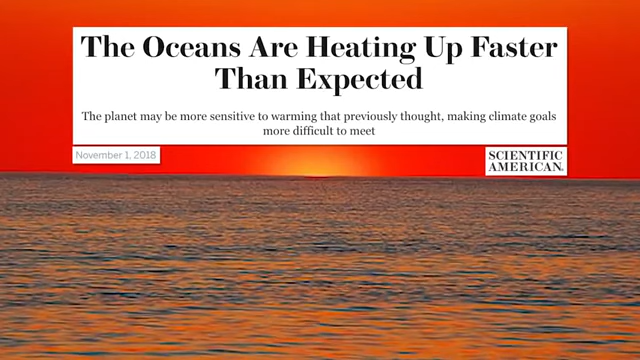 The Oceans Are Heating Up Faster
Than Expected
The planet may be more sensitive to warming that previously thought, making climate goals
more difficult to meet
November 1, 2018
SCIENTIFIC
AMERICAN.